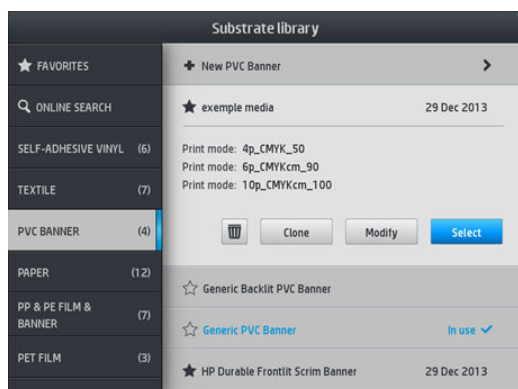 Substrate library
FAVORITES
ONLINE SEARCH
SELF-ADHESIVE VINYL (6)
TEXTILE (7)
PVC BANNER (4)
PAPER (12)
PP & PE FILM &
BANNER (7)
PET FILM (3)
New PVC Banner
exemple media 29 Dec 2013
Print mode: 4p_CMYK_50
Print mode: 6p_CMYKcm_90
Print mode: 10p_CMYKcm_100
Clone Modify Select
Generic Backlit PVC Banner
Generic PVC Banner In use
HP Durable Frontlit Scrim Banner 29 Dec 2013